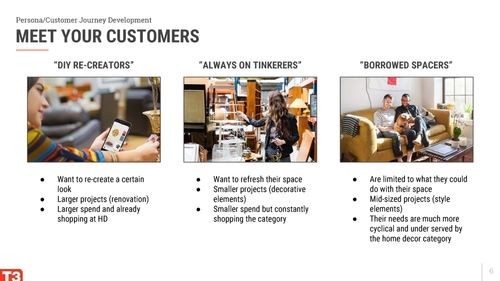 Persona/Customer Journey Development
MEET YOUR CUSTOMERS
"DIY RE-CREATORS"
● Want to re-create a certain
look
● Larger projects (renovation)
● Larger spend and already
shopping at HD
"ALWAYS ON TINKERERS"
● Want to refresh their space
● Smaller projects (decorative
elements)
● Smaller spend but constantly
shopping the category
"BORROWED SPACERS"
● Are limited to what they could
do with their space
● Mid-sized projects (style
elements)
● Their needs are much more
cyclical and under served by
the home decor category
T3
6